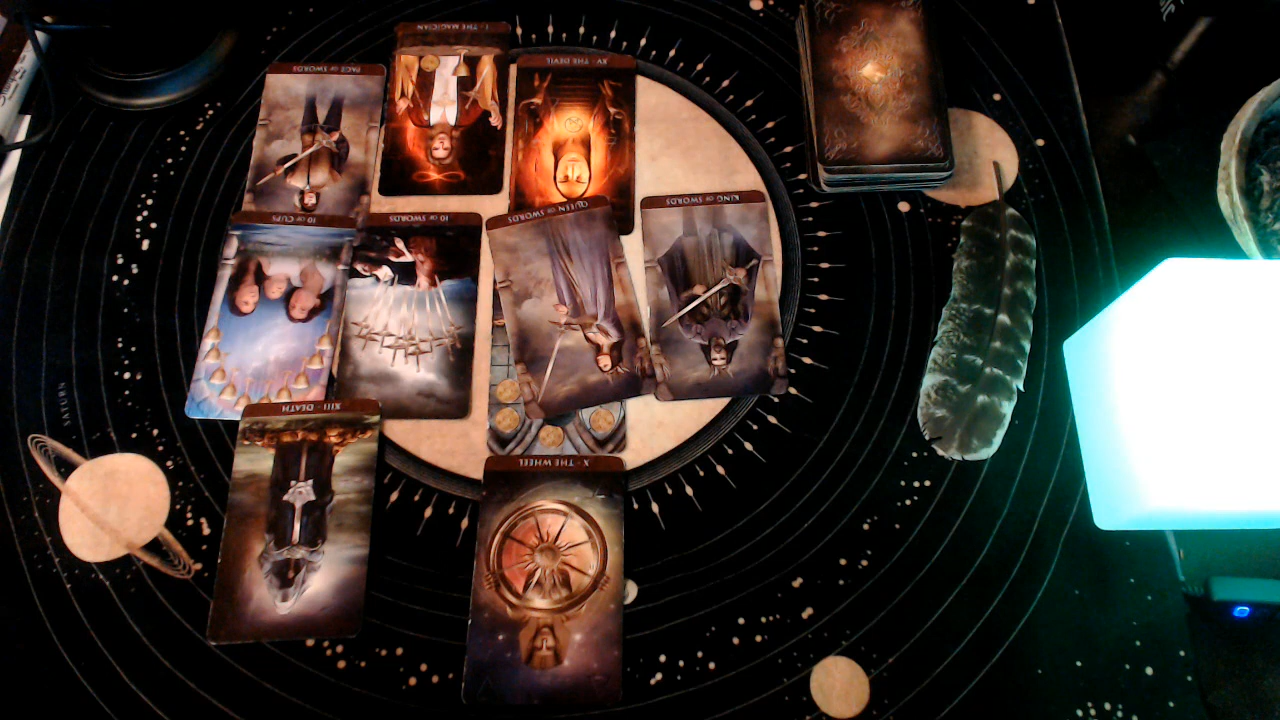 I - THE MAGICIAN
XV - THE DEVIL
PAGE OF SWORDS
QUEEN OF SWORDS
KING OF SWORDS
10 OF CUPS
10 OF SWORDS
XIII - DEATH
X - THE WHEEL
SATURN